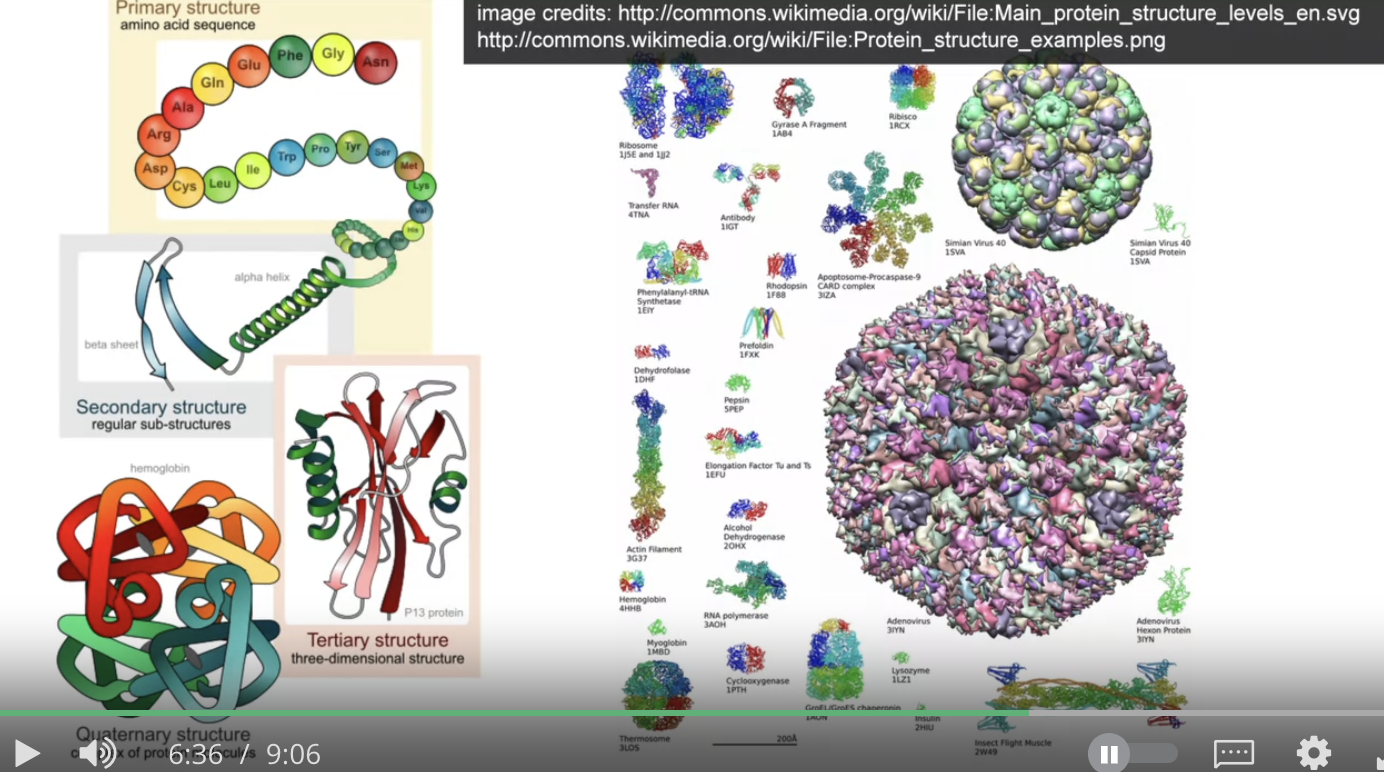 Primary structure
amino acid sequence
image credits: http://commons.wikimedia.org/wiki/File:Main_protein_structure_levels_en.svg
http://commons.wikimedia.org/wiki/File:Protein_structure_examples.png
Asn
Gly
Phe
Glu
Gln
Ala
Arg
Asp
Cys
Leu
Ile
Trp
Pro
Tyr
Ser
Met
Lys
Val
His
alpha helix
beta sheet
Secondary structure
regular sub-structures
P13 protein
Tertiary structure
three-dimensional structure
hemoglobin
Quaternary structure
complex of protein molecules
Ribosome
1J5E and 1JJ2
Gyrase A Fragment
1AB4
Ribisco
1RCX
Transfer RNA
4TNA
Antibody
1IGT
Simian Virus 40
1SVA
Simian Virus 40
Capsid Protein
1SVA
Phenylalanyl-tRNA
Synthetase
1EIY
Rhodopsin
1F88
Apoptosome-Procaspase-9
CARD complex
3IZA
Prefoldin
1FXK
Dehydrofolase
1DHF
Pepsin
5PEP
Elongation Factor Tu and Ts
1EFU
Actin Filament
3G37
Alcohol
Dehydrogenase
2OHX
Hemoglobin
4HHB
RNA polymerase
3AOH
Adenovirus
3IYN
Adenovirus
Hexon Protein
3IYN
Myoglobin
1MBD
Cyclooxygenase
1PTH
GroEL/GroES chaperonin
1AON
Lysozyme
1LZ1
Insulin
2HIU
Thermosome
3LOS
200Å
Insect Flight Muscle
2W49
6:36 / 9:06